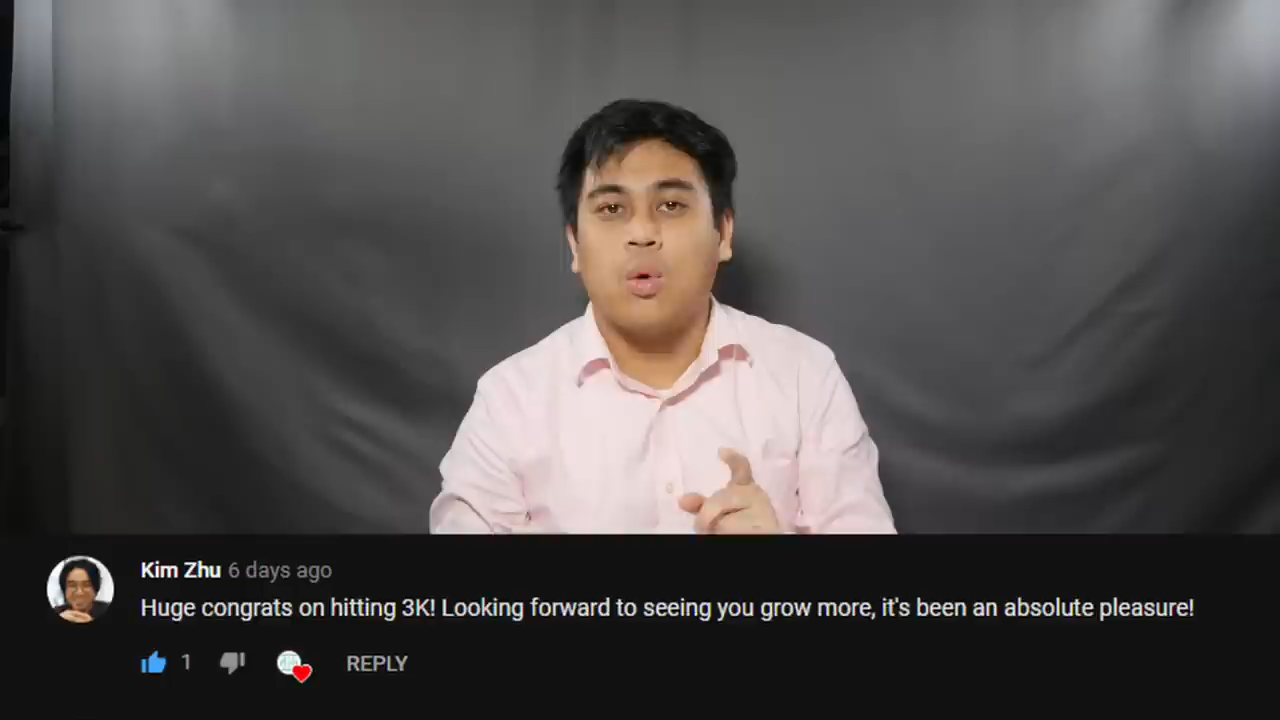 Kim Zhu 6 days ago
Huge congrats on hitting 3K! Looking forward to seeing you grow more, it's been an absolute pleasure!
1 REPLY